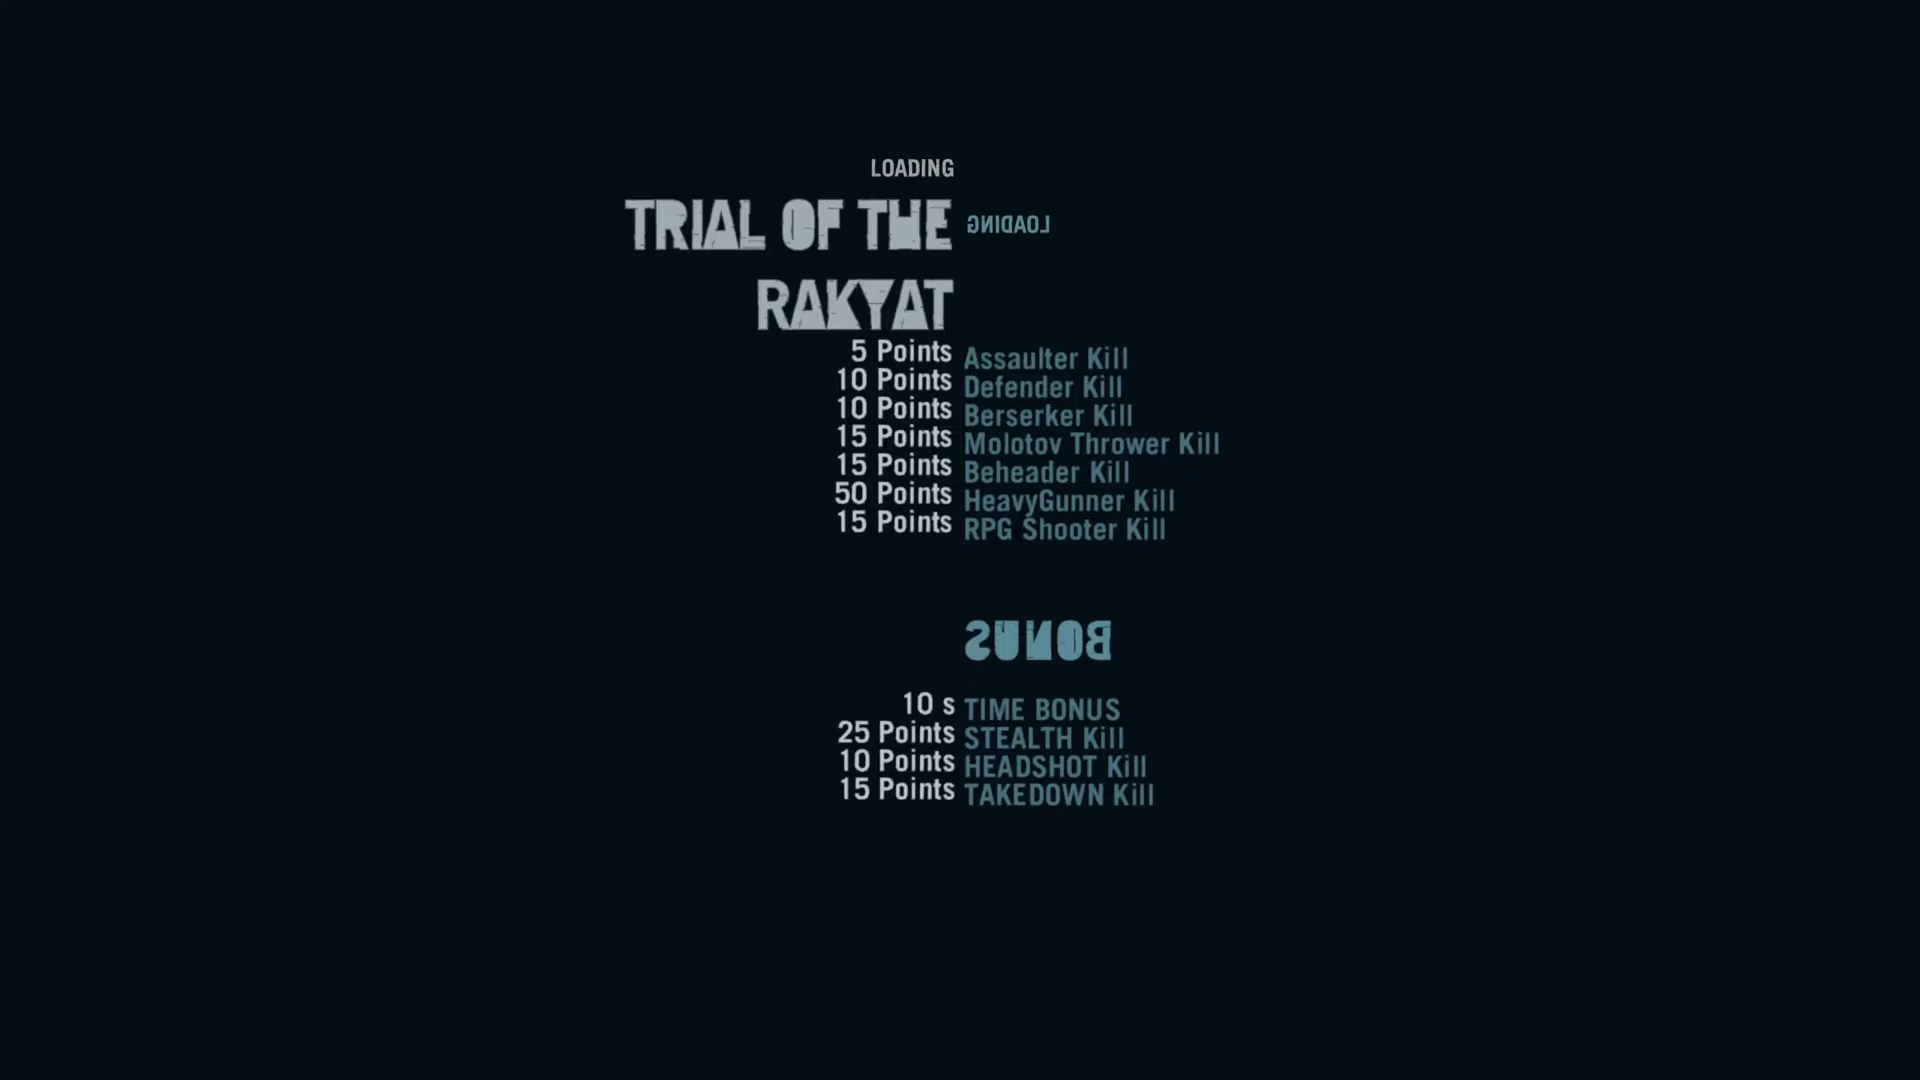 LOADING
TRIAL OF THE LOADING
RAKYAT
5 Points Assaulter Kill
10 Points Defender Kill
10 Points Berserker Kill
15 Points Molotov Thrower Kill
15 Points Beheader Kill
50 Points HeavyGunner Kill
15 Points RPG Shooter Kill
BONUS
10 s TIME BONUS
25 Points STEALTH Kill
10 Points HEADSHOT Kill
15 Points TAKEDOWN Kill